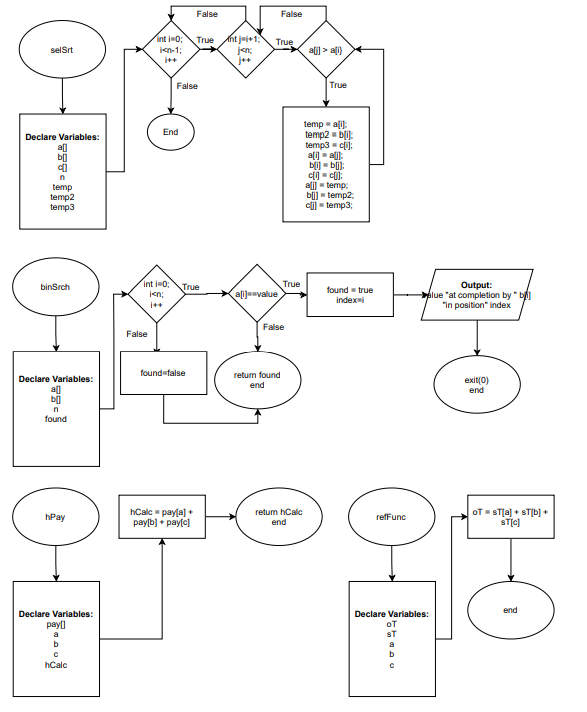 selSrt
Declare Variables:
a[]
b[]
c[]
n
temp
temp2
temp3
int i=0;
i<n-1;
i++
True
False
False
End
int j=i+1;
j<n;
j++
True
False
a[j] > a[i}
True
temp = a[i];
temp2 = b[i];
temp3 = c[i];
a[i] = a[j];
b[i] = b[j];
c[i] = c[j];
a[j] = temp;
b[j] = temp2;
c[j] = temp3;
binSrch
Declare Variables:
a[]
b[]
n
found
int i=0;
i<n;
i++
True
False
found=false
a[i]==value
True
False
return found
end
found = true
index=i
Output:
value "at completion by " b[i]
"in position" index
exit(0)
end
hPay
Declare Variables:
pay[]
a
b
c
hCalc
hCalc = pay[a] +
pay[b] + pay[c]
return hCalc
end
refFunc
Declare Variables:
oT
sT
a
b
c
oT = sT[a] + sT[b] +
sT[c]
end